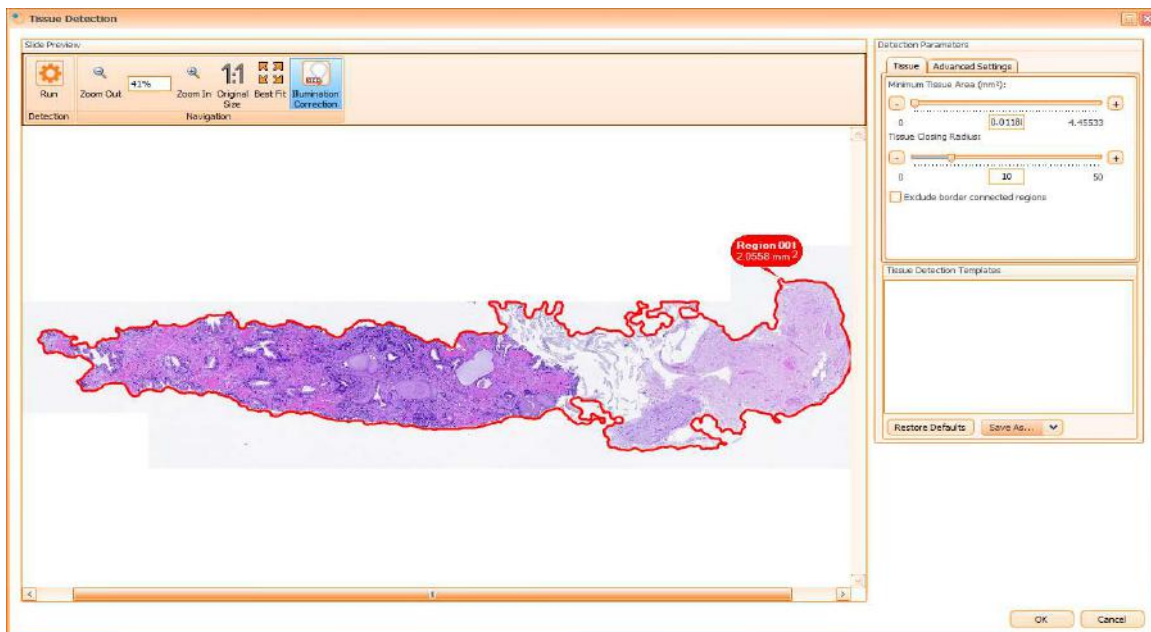 Tissue Detection
Slide Preview
Run
Zoom Out
41%
Zoom In
1:1
Original Size
Best Fit
Illumination Correction
Detection
Navigation
Region 001
2.0558 mm 2
Detection Parameters
Tissue
Advanced Settings
Minimum Tissue Area (mm²):
-
+
0
4.45533
Tissue Closing Radius:
-
+
0
10
50
Exclude border connected regions
Tissue Detection Templates
Restore Defaults
Save As...
OK
Cancel